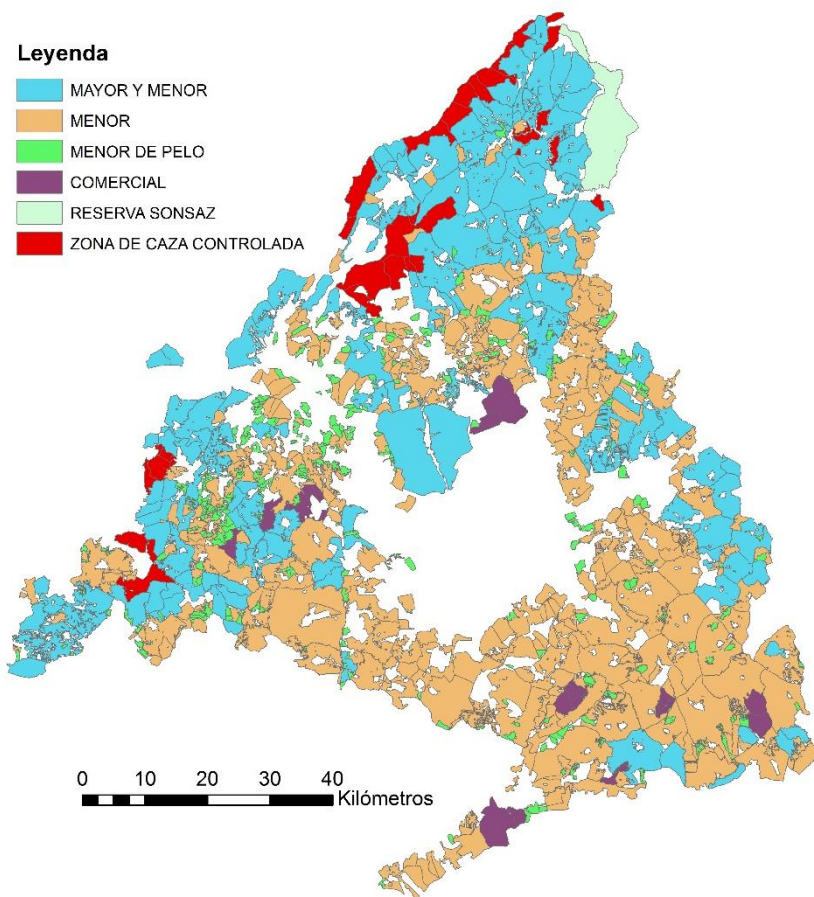 Leyenda
MAYOR Y MENOR
MENOR
MENOR DE PELO
COMERCIAL
RESERVA SONSAZ
ZONA DE CAZA CONTROLADA
0 10 20 30 40
Kilómetros